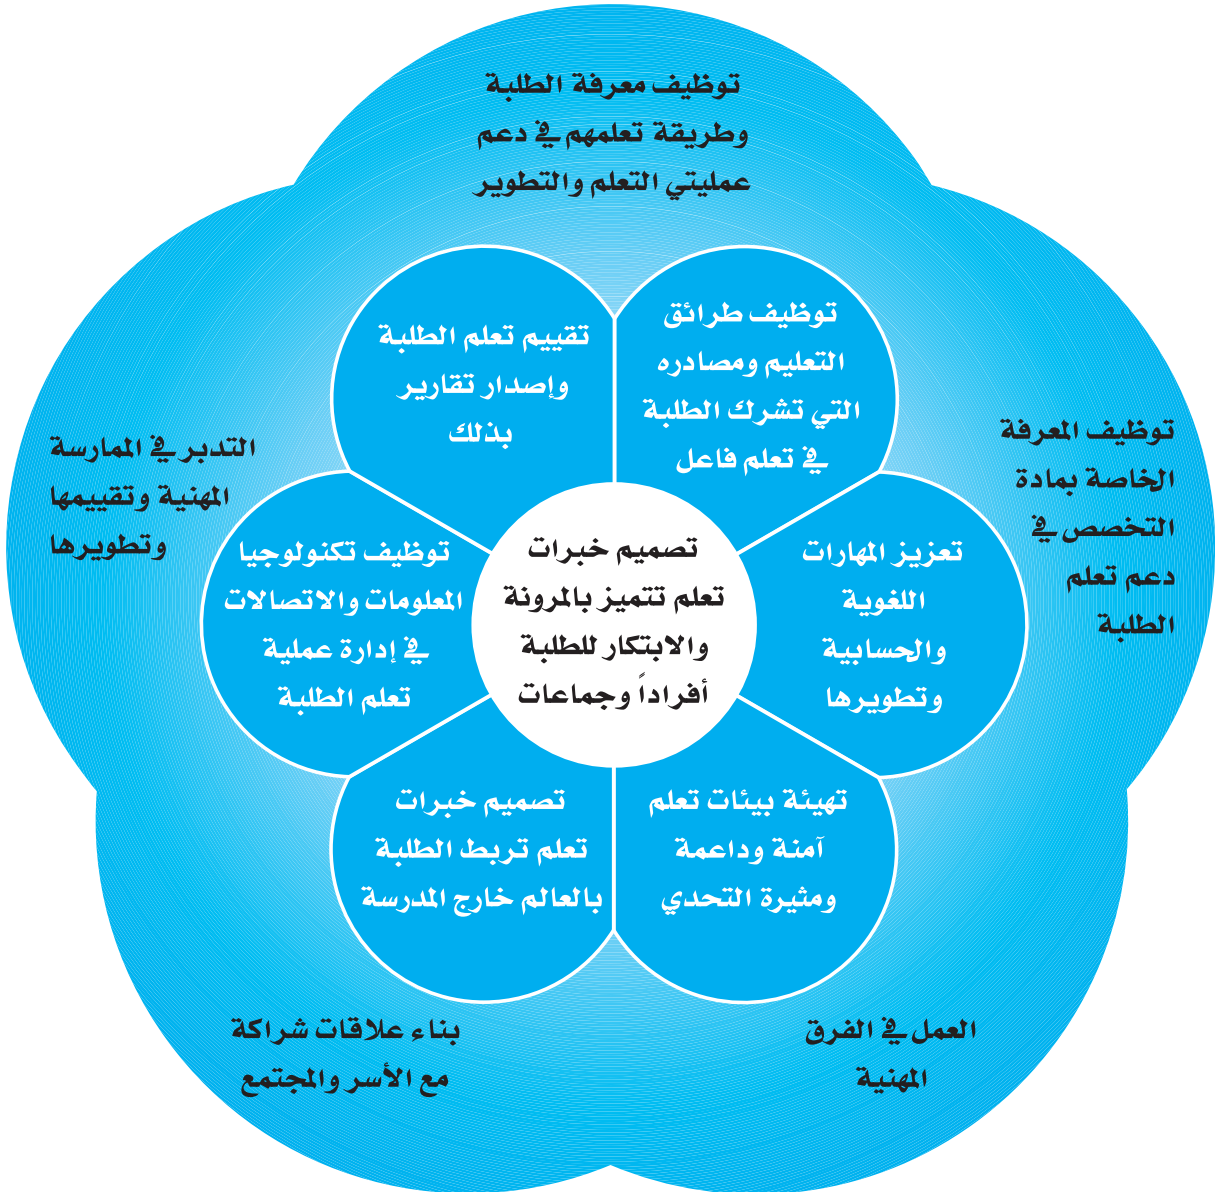 توظيف معرفة الطلبة
وطريقة تعلمهم في دعم
عمليتي التعلم والتطوير
توظيف طرائق
التعليم ومصادره
التي تشرك الطلبة
في تعلم فاعل
تقييم تعلم الطلبة
وإصدار تقارير
بذلك
توظيف المعرفة
الخاصة بمادة
التخصص في
دعم تعلم
الطلبة
التدبر في الممارسة
المهنية وتقييمها
وتطويرها
تعزيز المهارات
اللغوية
والحسابية
وتطويرها
تصميم خبرات
تعلم تتميز بالمرونة
والابتكار للطلبة
أفراداً وجماعات
توظيف تكنولوجيا
المعلومات والاتصالات
في إدارة عملية
تعلم الطلبة
تهيئة بيئات تعلم
آمنة وداعمة
ومثيرة التحدي
تصميم خبرات
تعلم تربط الطلبة
بالعالم خارج المدرسة
العمل في الفرق
المهنية
بناء علاقات شراكة
مع الأسر والمجتمع